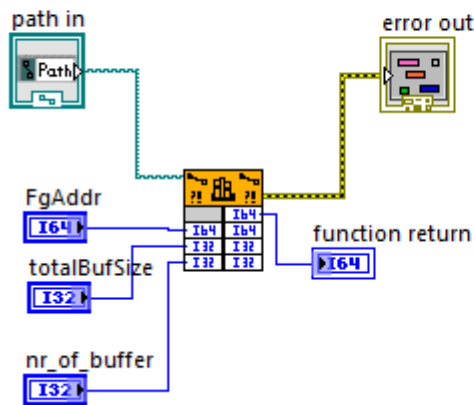 path in
error out
Path
?! ?!
I64
FgAddr
I64
I64 I64
function return
I64
I32 I32
totalBufSize
I32 I32
I32
nr_of_buffer
I32